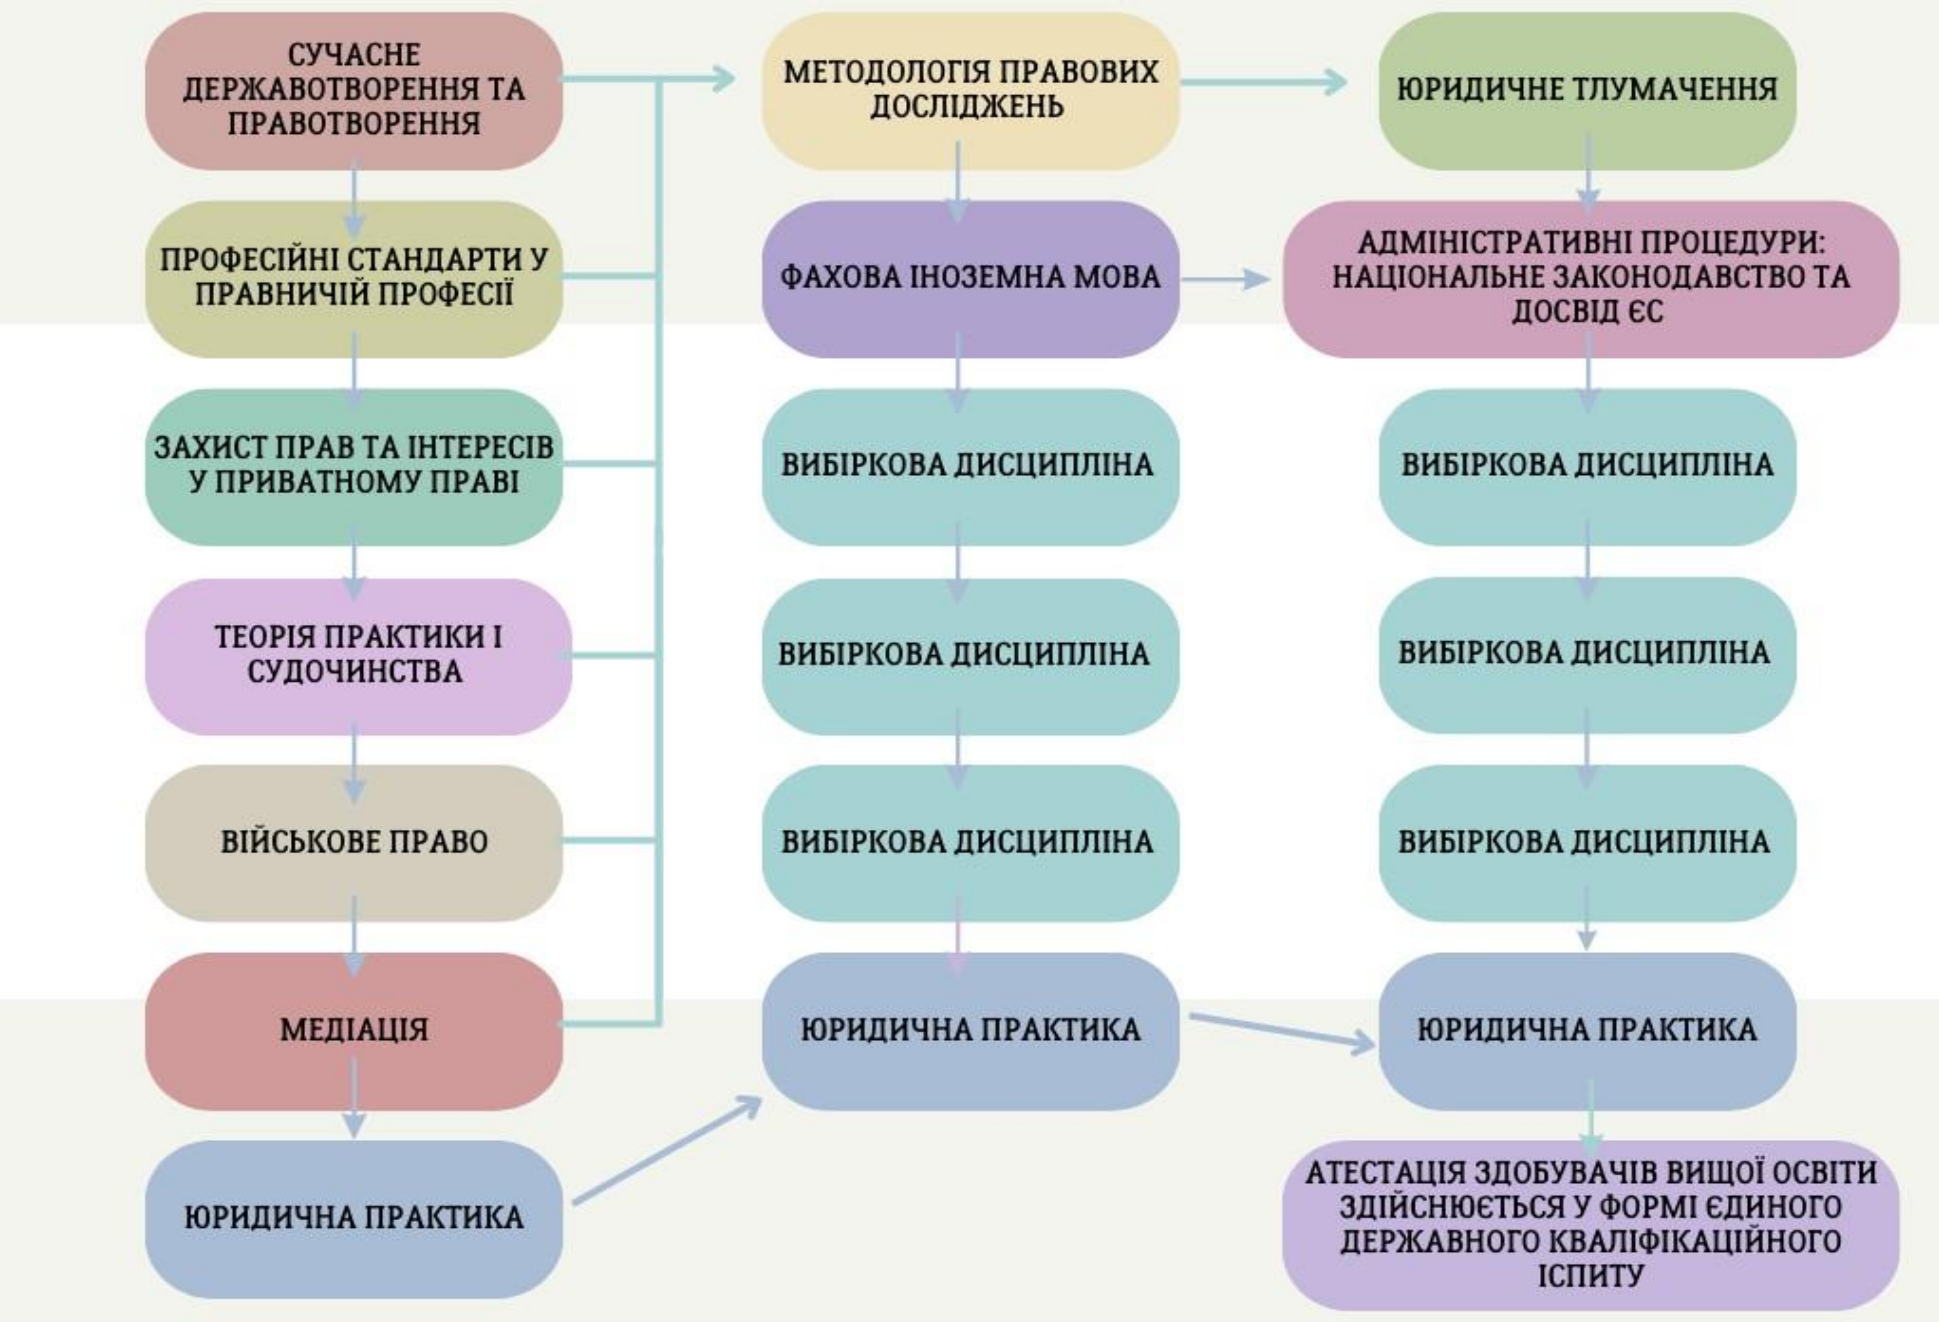 СУЧАСНЕ
ДЕРЖАВОТВОРЕННЯ ТА
ПРАВОТВОРЕННЯ
ПРОФЕСІЙНІ СТАНДАРТИ У
ПРАВНИЧІЙ ПРОФЕСІЇ
ЗАХИСТ ПРАВ ТА ІНТЕРЕСІВ
У ПРИВАТНОМУ ПРАВІ
ТЕОРІЯ ПРАКТИКИ І
СУДОЧИНСТВА
ВІЙСЬКОВЕ ПРАВО
МЕДІАЦІЯ
ЮРИДИЧНА ПРАКТИКА
МЕТОДОЛОГІЯ ПРАВОВИХ
ДОСЛІДЖЕНЬ
ФАХОВА ІНОЗЕМНА МОВА
ВИБІРКОВА ДИСЦИПЛІНА
ВИБІРКОВА ДИСЦИПЛІНА
ВИБІРКОВА ДИСЦИПЛІНА
ЮРИДИЧНА ПРАКТИКА
ЮРИДИЧНЕ ТЛУМАЧЕННЯ
АДМІНІСТРАТИВНІ ПРОЦЕДУРИ:
НАЦІОНАЛЬНЕ ЗАКОНОДАВСТВО ТА
ДОСВІД ЄС
ВИБІРКОВА ДИСЦИПЛІНА
ВИБІРКОВА ДИСЦИПЛІНА
ВИБІРКОВА ДИСЦИПЛІНА
ЮРИДИЧНА ПРАКТИКА
АТЕСТАЦІЯ ЗДОБУВАЧІВ ВИЩОЇ ОСВІТИ
ЗДІЙСНЮЄТЬСЯ У ФОРМІ ЄДИНОГО
ДЕРЖАВНОГО КВАЛІФІКАЦІЙНОГО
ІСПИТУ